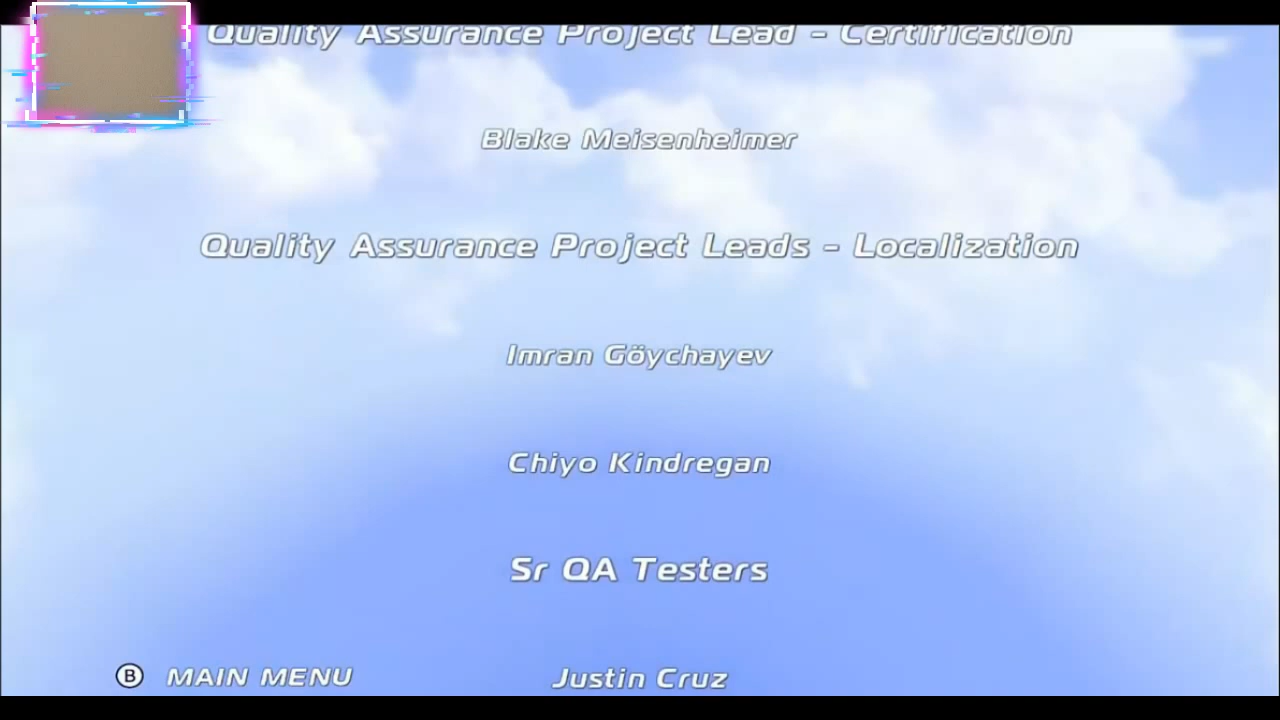 Quality Assurance Project Lead - Certification
Blake Meisenheimer
Quality Assurance Project Leads - Localization
Imran Göychayev
Chiyo Kindregan
Sr QA Testers
Justin Cruz
B MAIN MENU